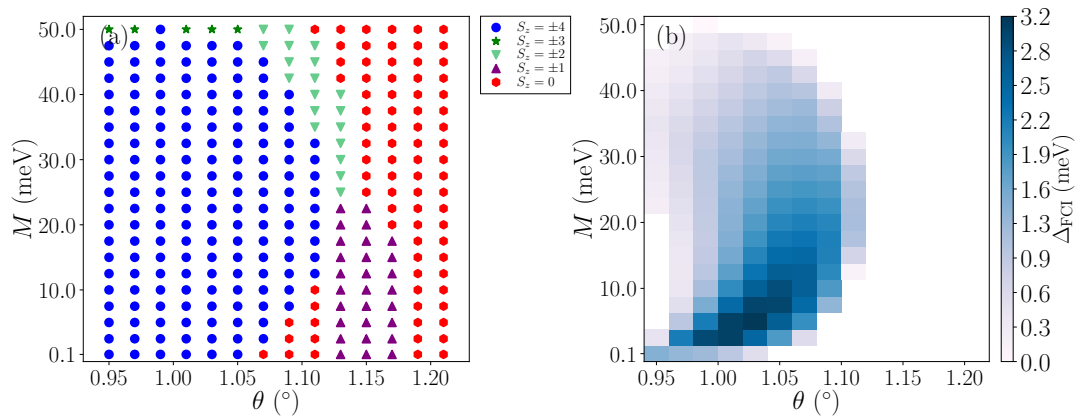 (a)
50.0
40.0
30.0
20.0
10.0
0.1
M (meV)
0.95
1.00
1.05
1.10
1.15
1.20
θ (°)
S_z = ±4
S_z = ±3
S_z = ±2
S_z = ±1
S_z = 0
(b)
50.0
40.0
30.0
20.0
10.0
0.1
M (meV)
0.95
1.00
1.05
1.10
1.15
1.20
θ (°)
3.2
2.8
2.5
2.2
1.9
1.6
1.3
0.9
0.6
0.3
0.0
Δ_FCI (meV)